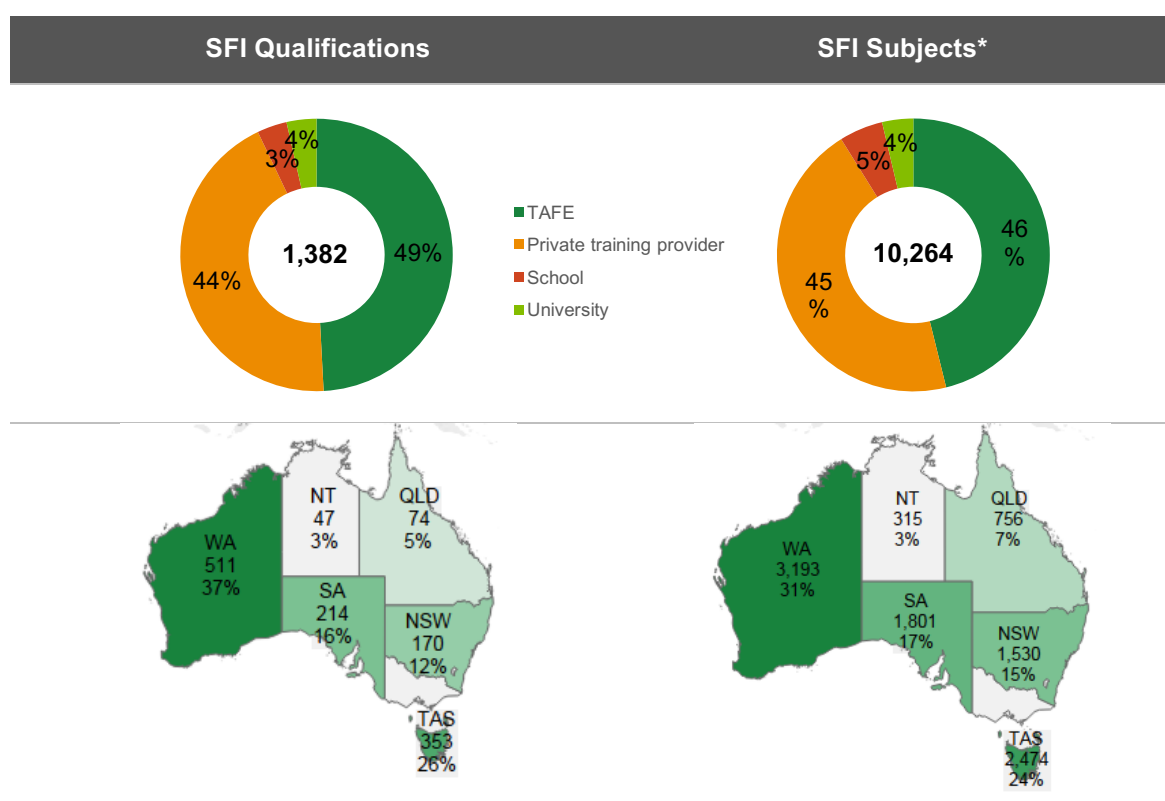 SFI Qualifications
SFI Subjects*
4%
3%
49%
44%
1,382
TAFE
Private training provider
School
University
4%
5%
46
%
45
%
10,264
NT
47
3%
QLD
74
5%
WA
511
37%
SA
214
16%
NSW
170
12%
TAS
353
26%
NT
315
3%
QLD
756
7%
WA
3,193
31%
SA
1,801
17%
NSW
1,530
15%
TAS
2,474
24%